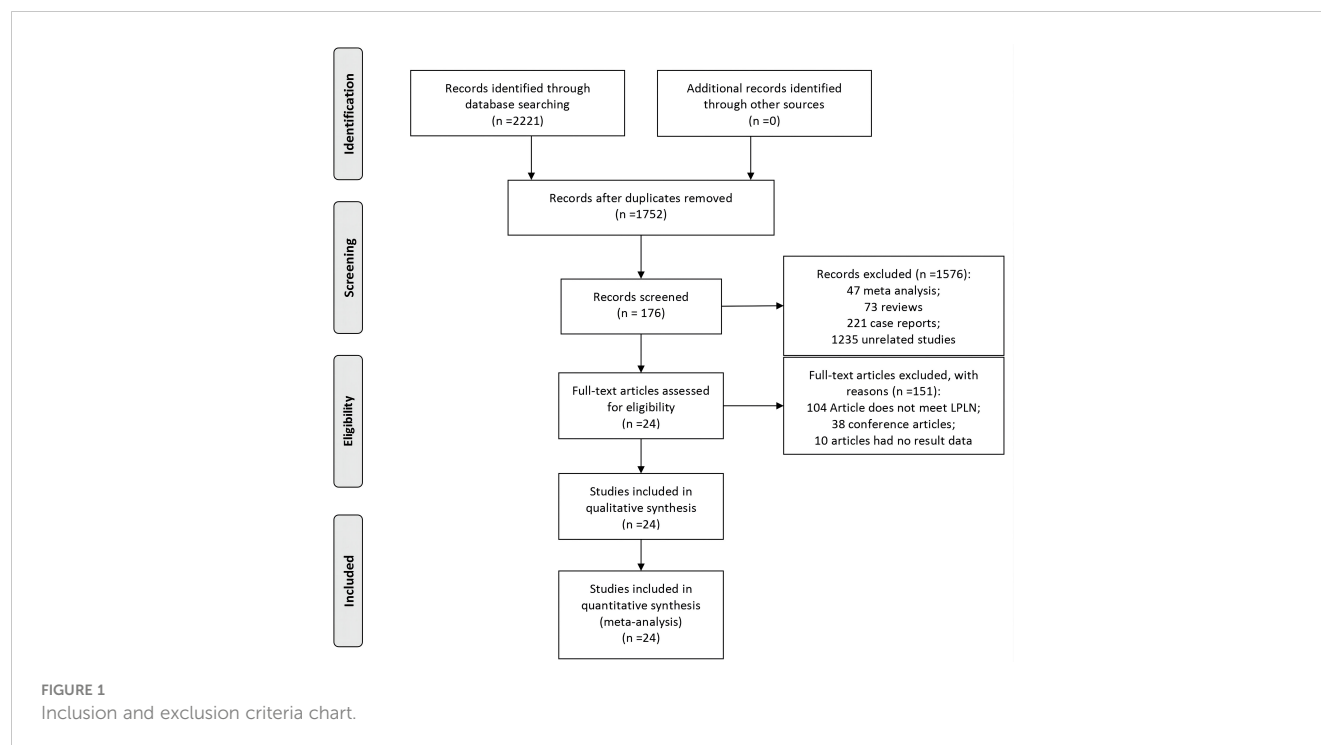 Identification
Records identified through
database searching
(n =2221)
Additional records identified
through other sources
(n =0)
Records after duplicates removed
(n =1752)
Screening
Records screened
(n = 176)
Records excluded (n =1576):
47 meta analysis;
73 reviews
221 case reports;
1235 unrelated studies
Eligibility
Full-text articles assessed
for eligibility
(n =24)
Full-text articles excluded, with
reasons (n =151):
104 Article does not meet LPLN;
38 conference articles;
10 articles had no result data
Studies included in
qualitative synthesis
(n =24)
Included
Studies included in
quantitative synthesis
(meta-analysis)
(n =24)
FIGURE 1
Inclusion and exclusion criteria chart.